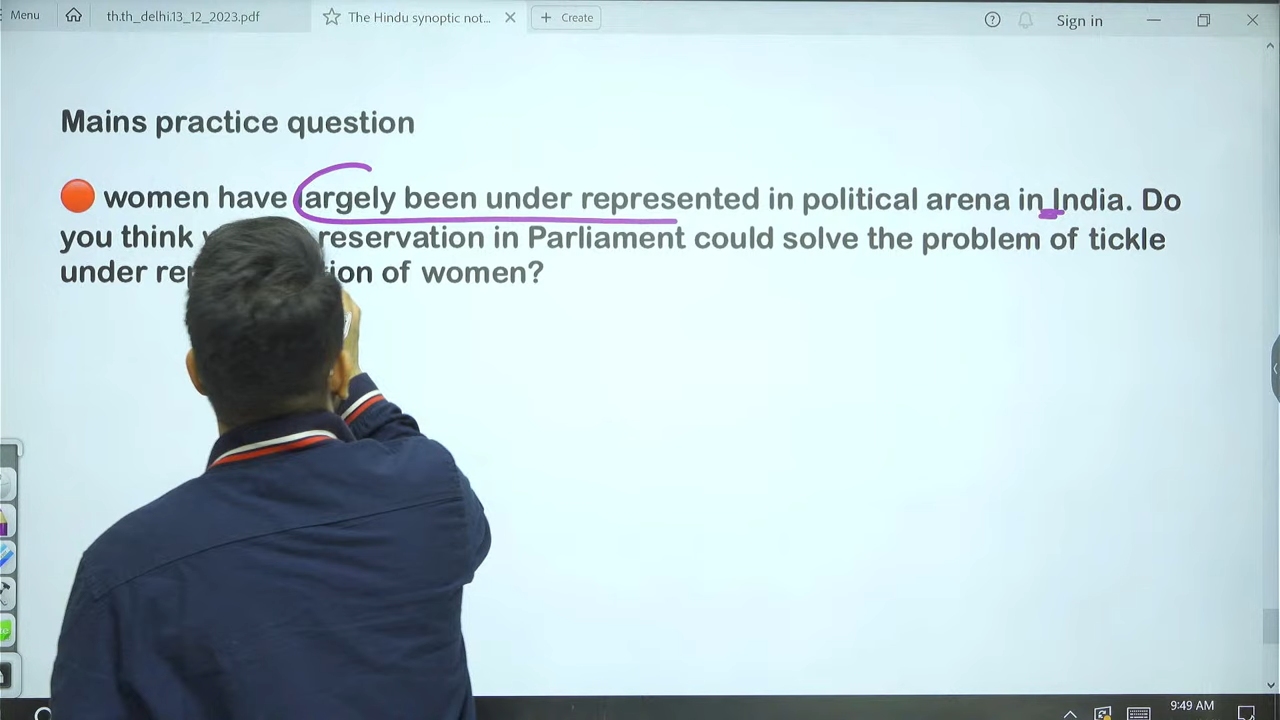 Menu th.th_delhi.13_12_2023.pdf The Hindu synoptic not... Create Sign in
Mains practice question
women have largely been under represented in political arena in India. Do
you think reservation in Parliament could solve the problem of tickle
under of women?
9:49 AM